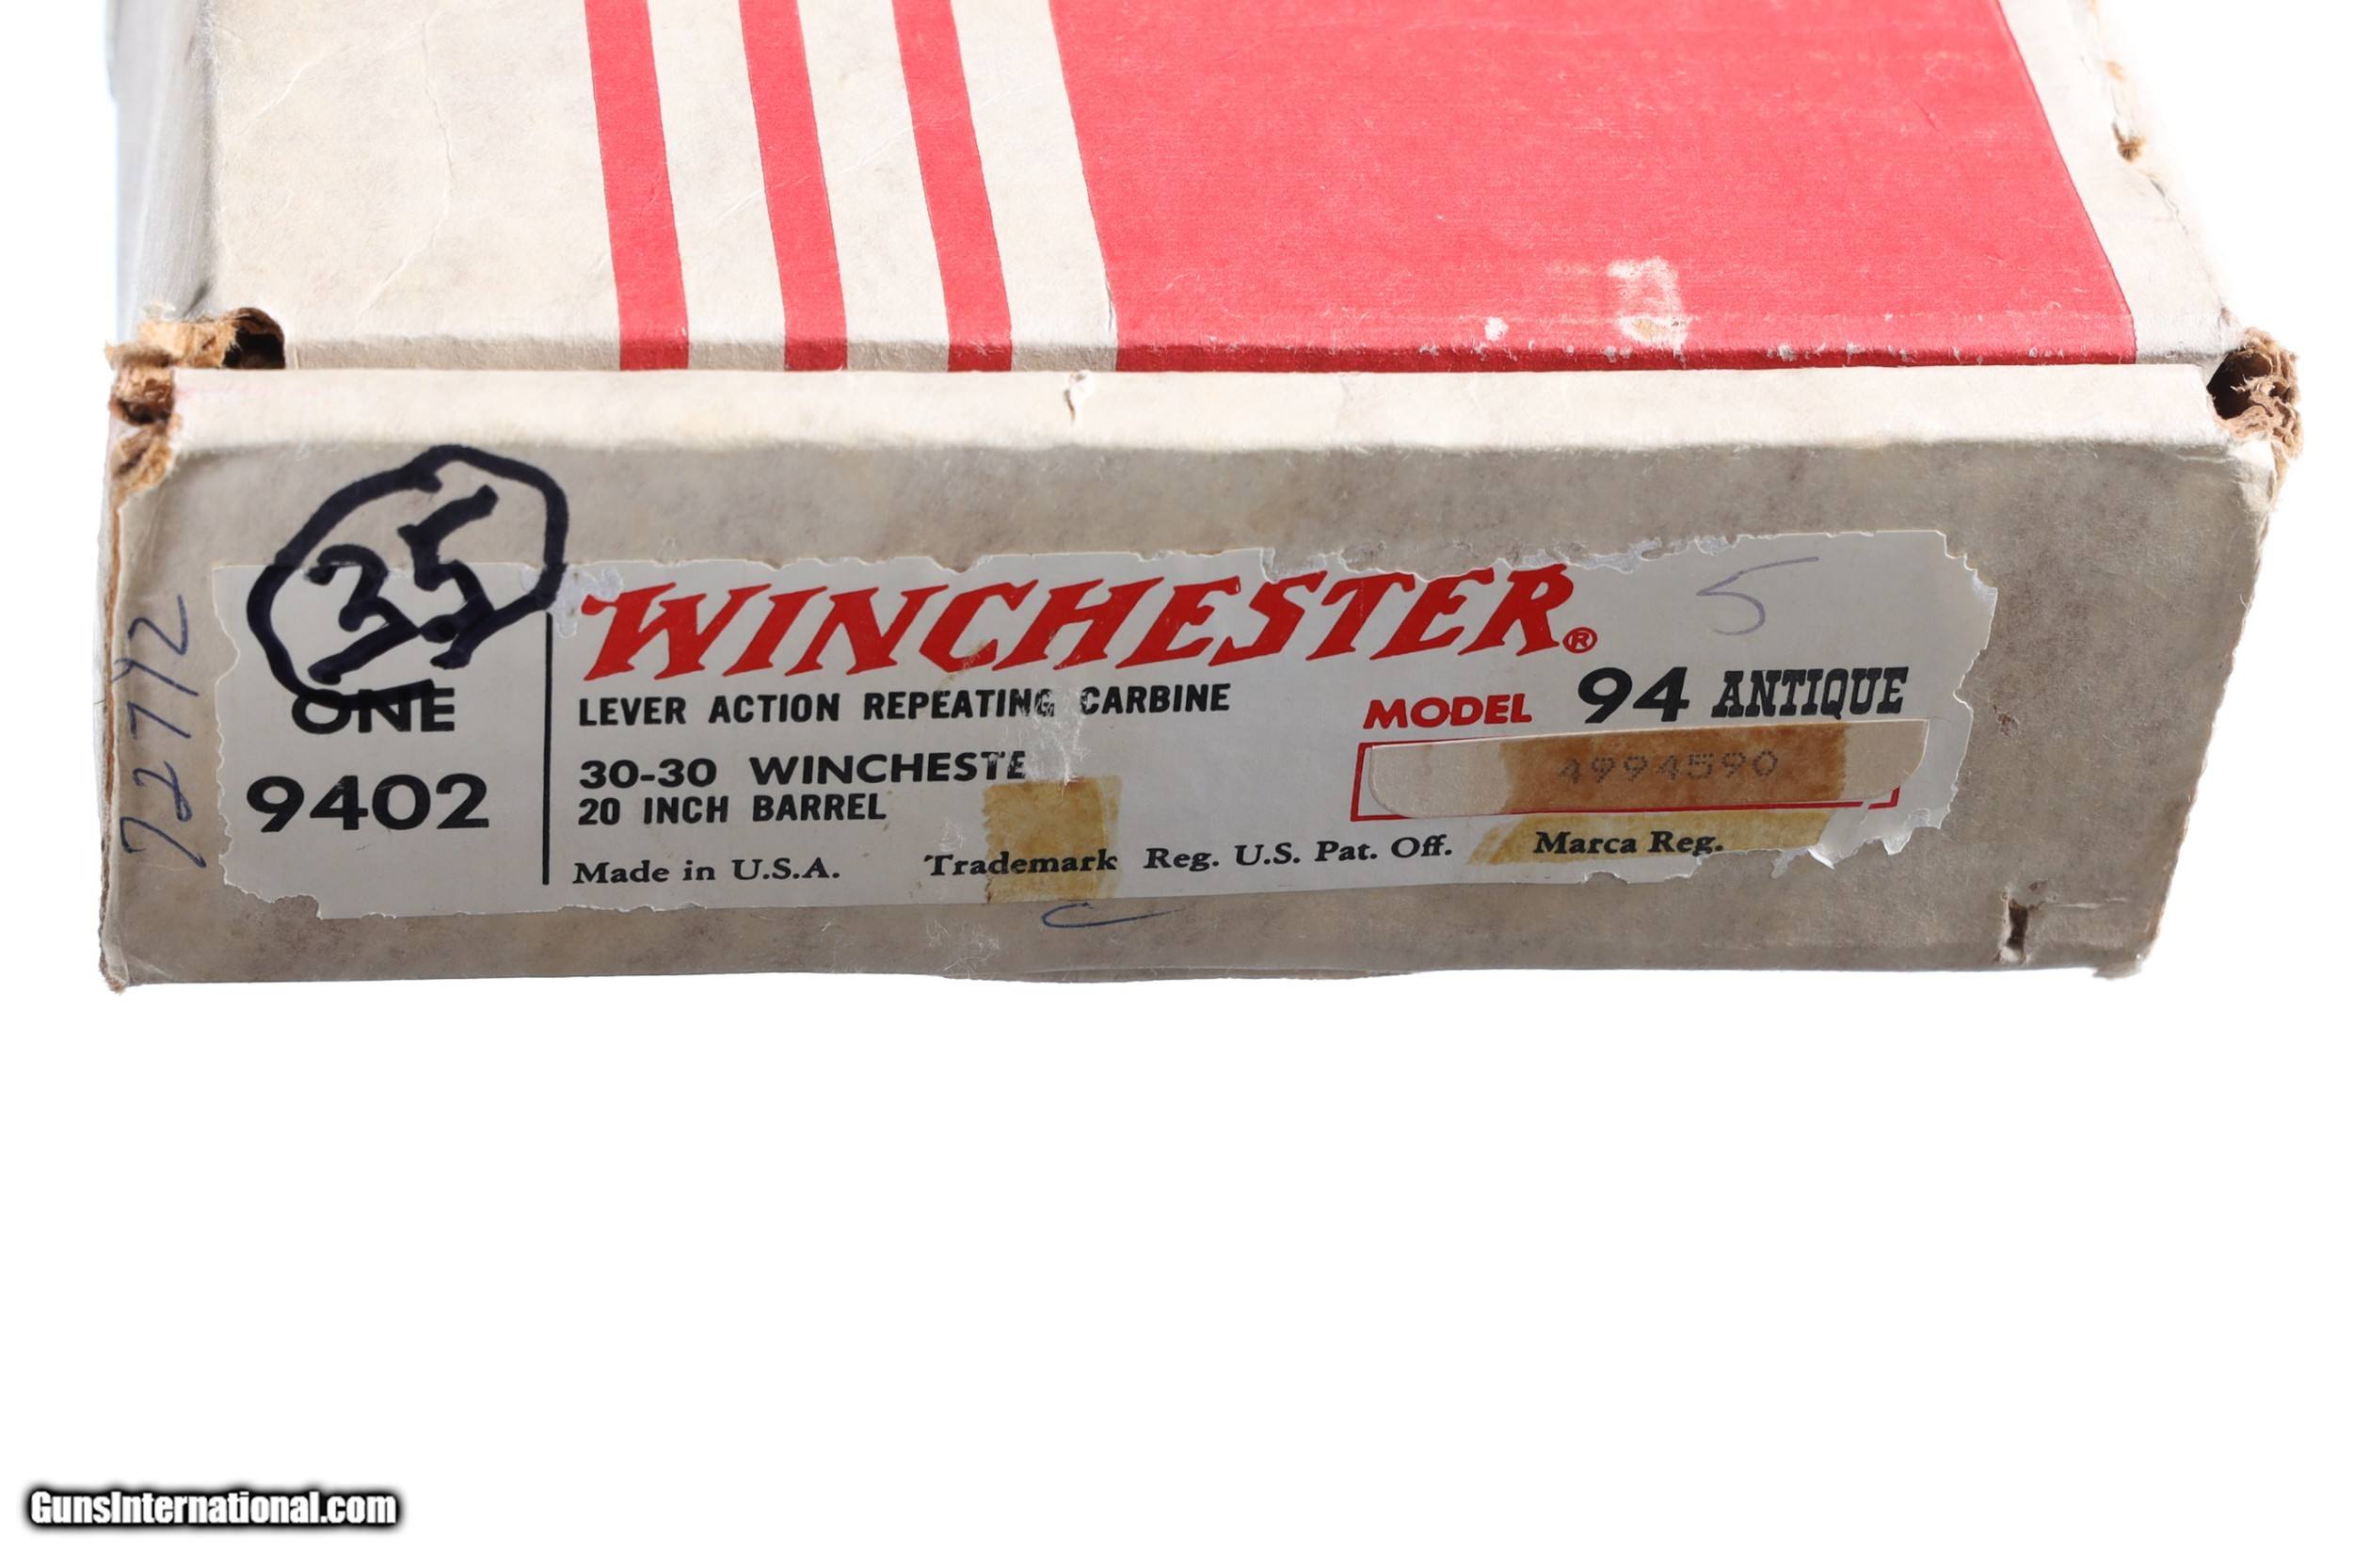 35
WINCHESTER®
5
ONE
LEVER ACTION REPEATING CARBINE
MODEL 94 ANTIQUE
9402
30-30 WINCHESTE
4994590
20 INCH BARREL
Made in U.S.A. Trademark Reg. U.S. Pat. Off. Marca Reg.
C
GunsInternational.com